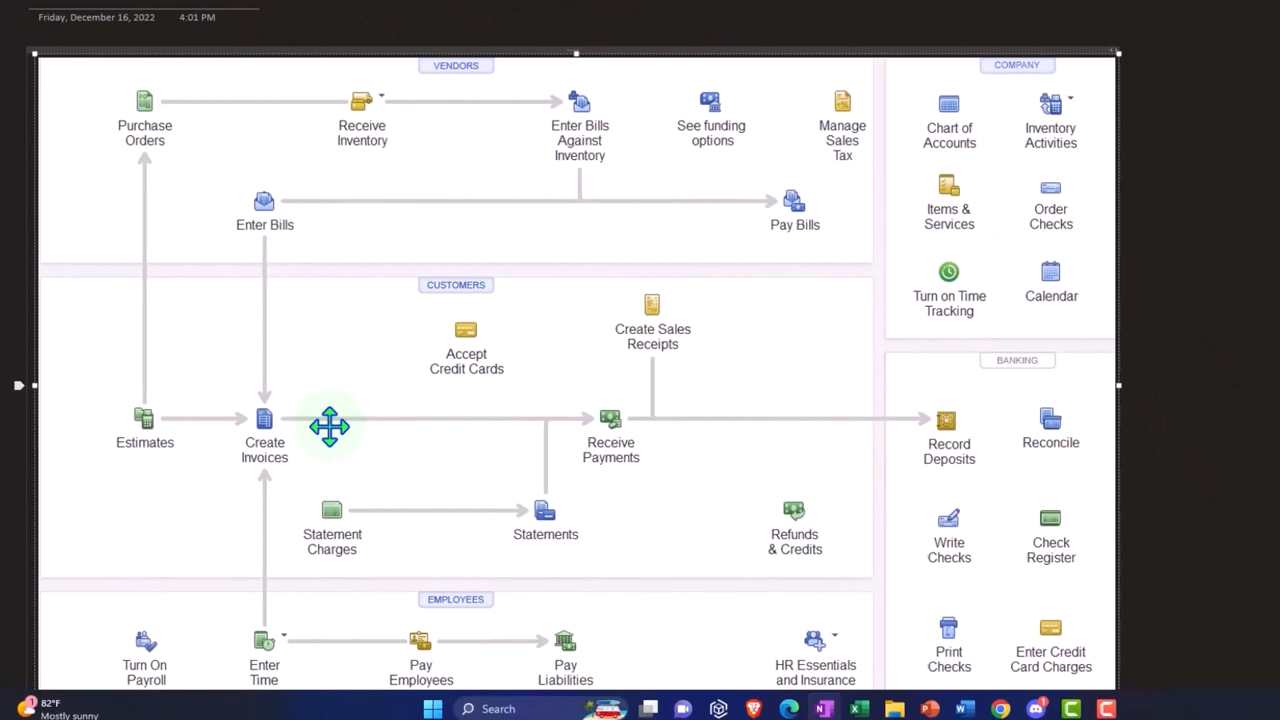 Friday, December 16, 2022 4:01 PM
VENDORS
Purchase
Orders
Receive
Inventory
Enter Bills
Against
Inventory
See funding
options
Manage
Sales
Tax
Enter Bills
Pay Bills
COMPANY
Chart of
Accounts
Inventory
Activities
Items &
Services
Order
Checks
Turn on Time
Tracking
Calendar
CUSTOMERS
Accept
Credit Cards
Create Sales
Receipts
Estimates
Create
Invoices
Receive
Payments
Statement
Charges
Statements
Refunds
& Credits
BANKING
Record
Deposits
Reconcile
Write
Checks
Check
Register
Print
Checks
Enter Credit
Card Charges
EMPLOYEES
Turn On
Payroll
Enter
Time
Pay
Employees
Pay
Liabilities
HR Essentials
and Insurance
1
82°F
Mostly sunny
Search
1